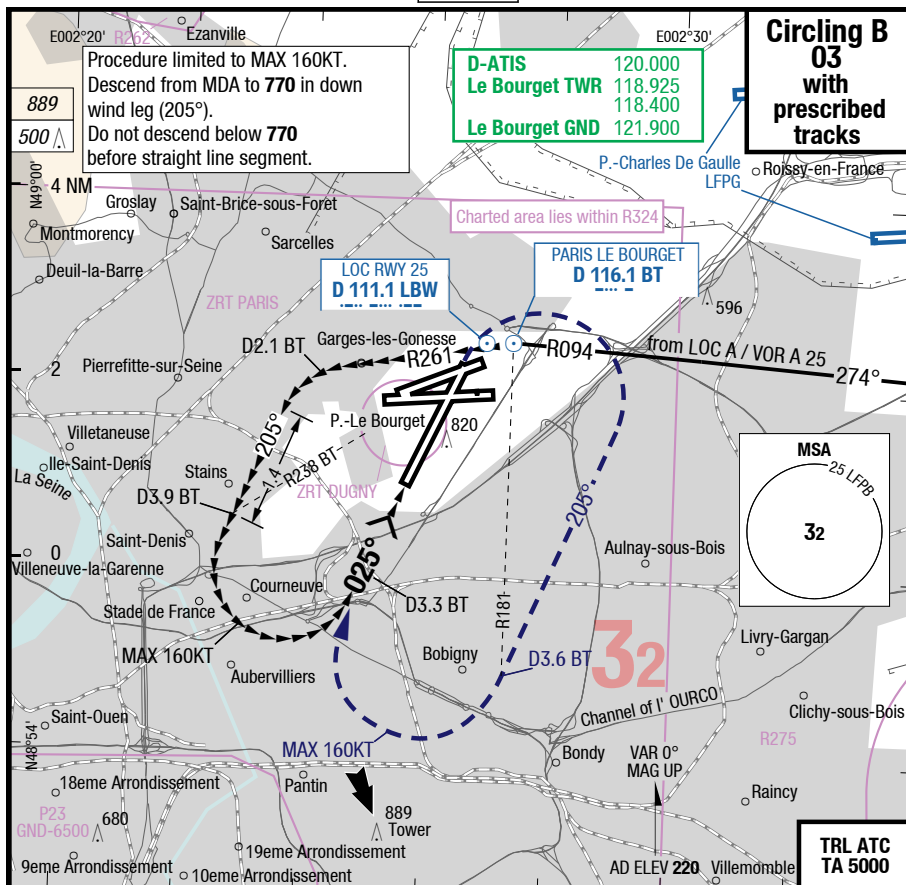 E002°20'
R262
Ezanville
E002°30'
Circling B
03
with
prescribed
tracks
Procedure limited to MAX 160KT.
Descend from MDA to 770 in down
wind leg (205°).
Do not descend below 770
before straight line segment.
889
500
D-ATIS 120.000
Le Bourget TWR 118.925
118.400
Le Bourget GND 121.900
P.-Charles De Gaulle
LFPG
Roissy-en-France
N49°00'
4 NM
Groslay
Saint-Brice-sous-Foret
Charted area lies within R324
Montmorency
Sarcelles
Deuil-la-Barre
LOC RWY 25
D 111.1 LBW
PARIS LE BOURGET
D 116.1 BT
ZRT PARIS
596
D2.1 BT
Garges-les-Gonesse
R261
R094
from LOC A / VOR A 25
274°
2
Pierrefitte-sur-Seine
P.-Le Bourget
820
205°
Villetaneuse
Ile-Saint-Denis
La Seine
Stains
1.4
R238 BT
ZRT DUGNY
MSA
25 LFPB
32
D3.9 BT
205°
Saint-Denis
0
Villeneuve-la-Garenne
025°
Aulnay-sous-Bois
Courneuve
D3.3 BT
R181
Stade de France
MAX 160KT
Aubervilliers
Bobigny
D3.6 BT
32
Livry-Gargan
Channel of l' OURCO
Clichy-sous-Bois
Saint-Ouen
N48°54'
MAX 160KT
R275
Bondy
VAR 0°
MAG UP
18eme Arrondissement
Pantin
Raincy
P23
GND-6500
680
889
Tower
19eme Arrondissement
9eme Arrondissement
10eme Arrondissement
AD ELEV 220
Villemomble
TRL ATC
TA 5000